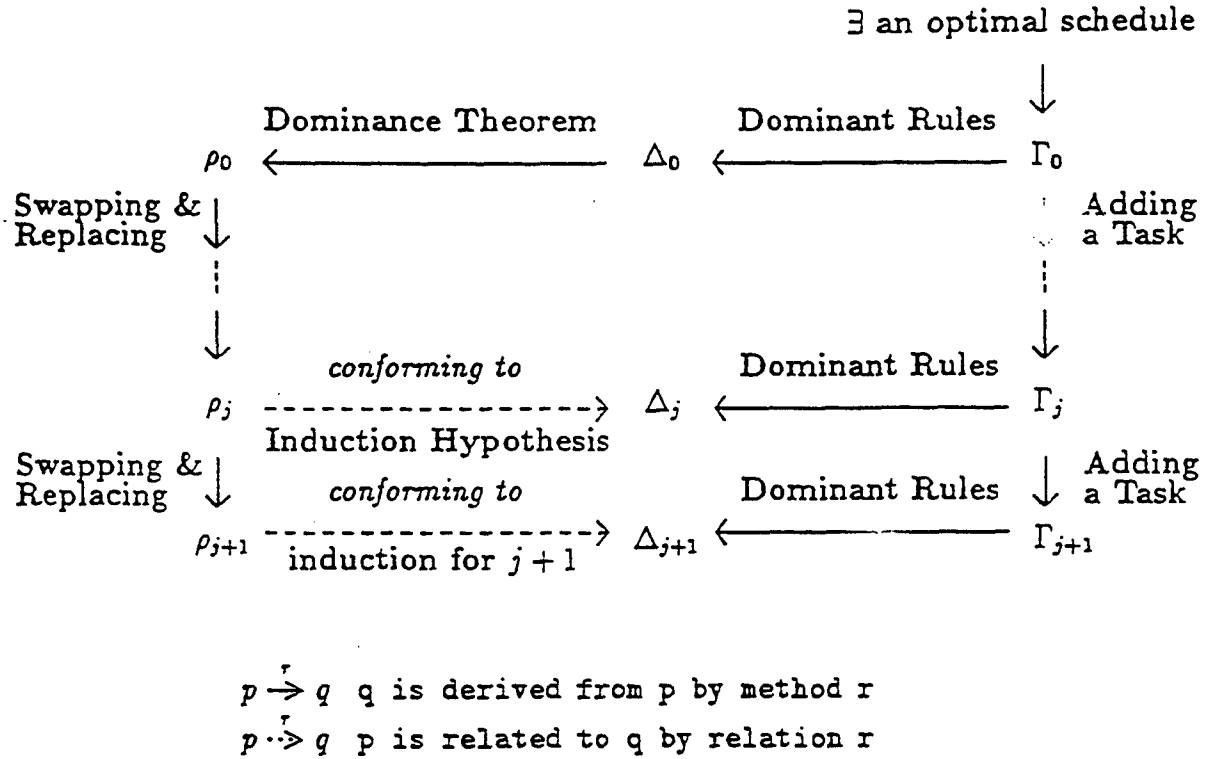 ∃ an optimal schedule
Dominance Theorem
Dominant Rules
ρ₀
Δ₀
Γ₀
Swapping &
Replacing
Adding
a Task
conforming to
Dominant Rules
ρⱼ
Δⱼ
Γⱼ
Induction Hypothesis
Swapping &
Replacing
Adding
a Task
conforming to
Dominant Rules
ρⱼ₊₁
Δⱼ₊₁
Γⱼ₊₁
induction for j + 1
p →ʳ q q is derived from p by method r
p ⋯>ʳ q p is related to q by relation r